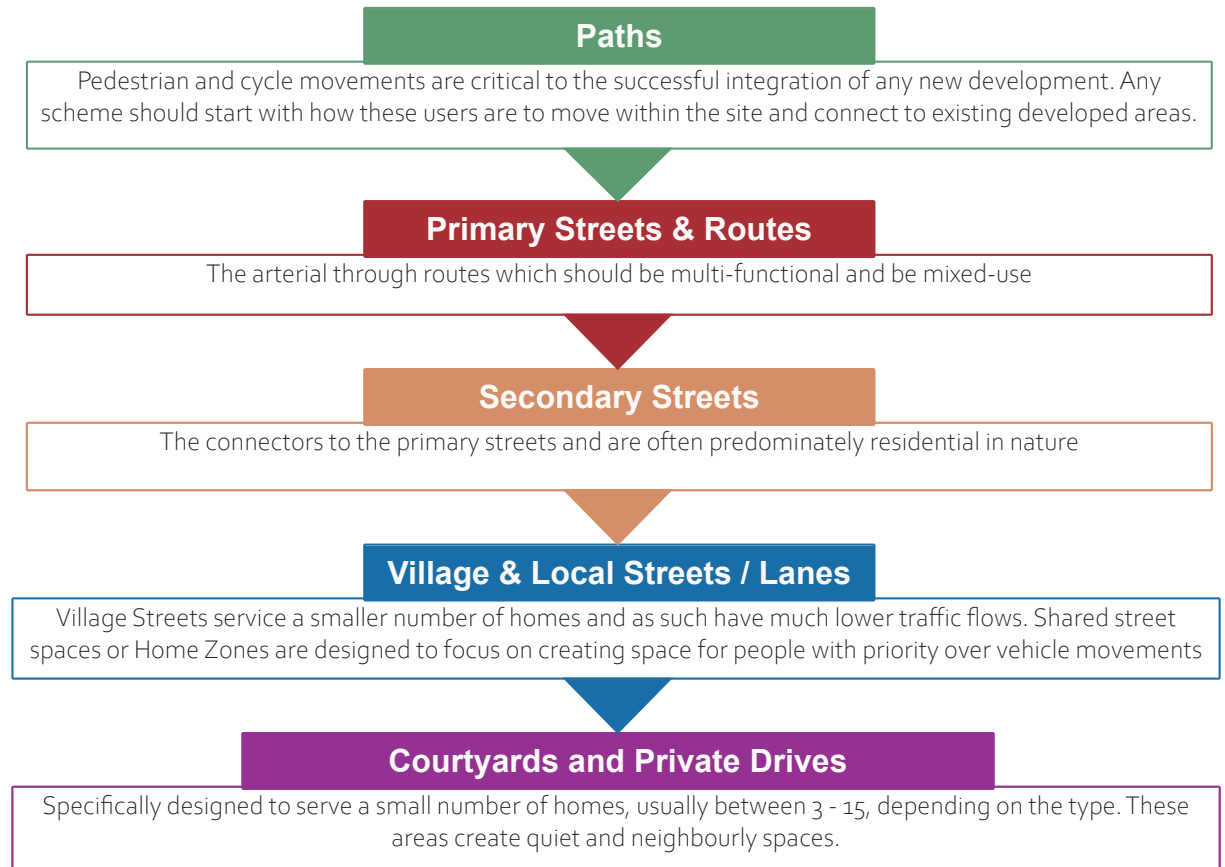 Paths
Pedestrian and cycle movements are critical to the successful integration of any new development. Any
scheme should start with how these users are to move within the site and connect to existing developed areas.
Primary Streets & Routes
The arterial through routes which should be multi-functional and be mixed-use
Secondary Streets
The connectors to the primary streets and are often predominately residential in nature
Village & Local Streets / Lanes
Village Streets service a smaller number of homes and as such have much lower traffic flows. Shared street
spaces or Home Zones are designed to focus on creating space for people with priority over vehicle movements
Courtyards and Private Drives
Specifically designed to serve a small number of homes, usually between 3 - 15, depending on the type. These
areas create quiet and neighbourly spaces.